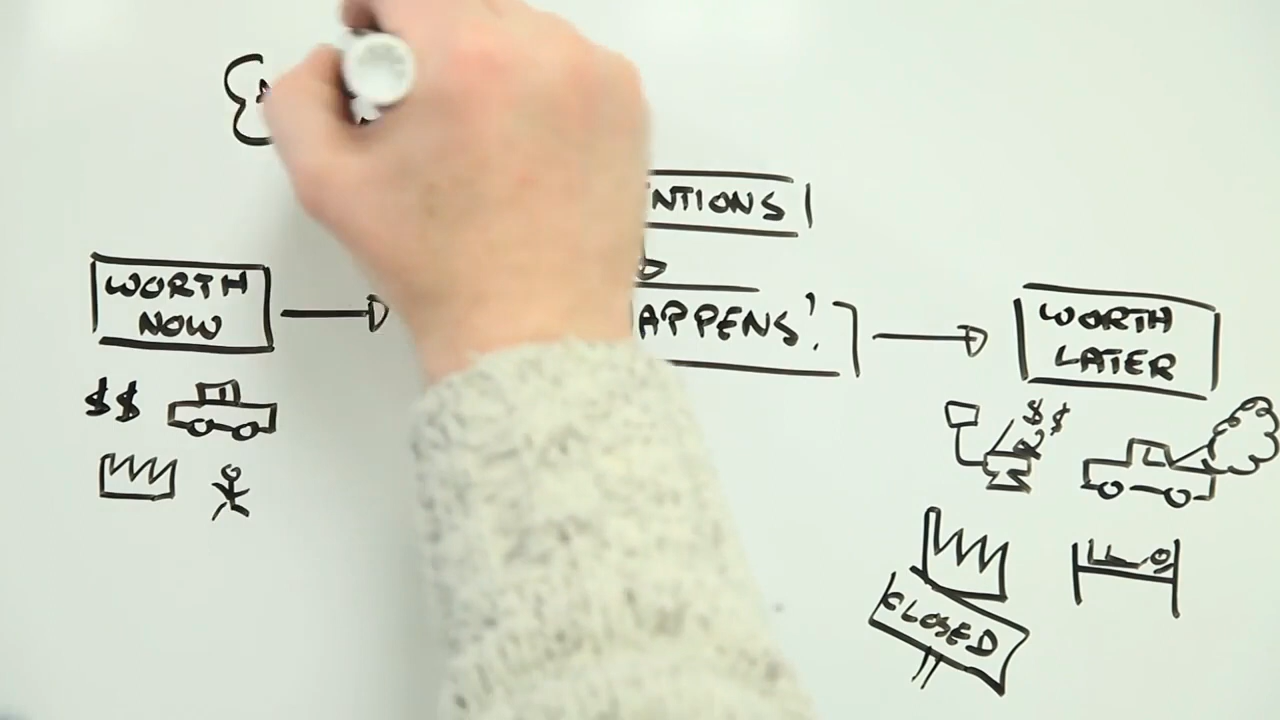 NTIONS
WORTH
NOW
APPENS!
WORTH
LATER
$$
$$
CLOSED